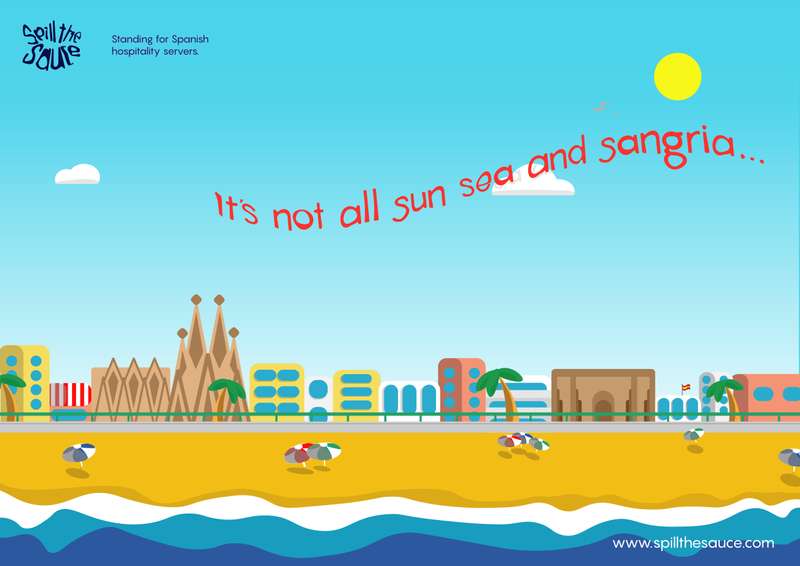 Spill the
Sauce
Standing for Spanish
hospitality servers.
It's not all sun sea and sangria...
www.spillthesauce.com